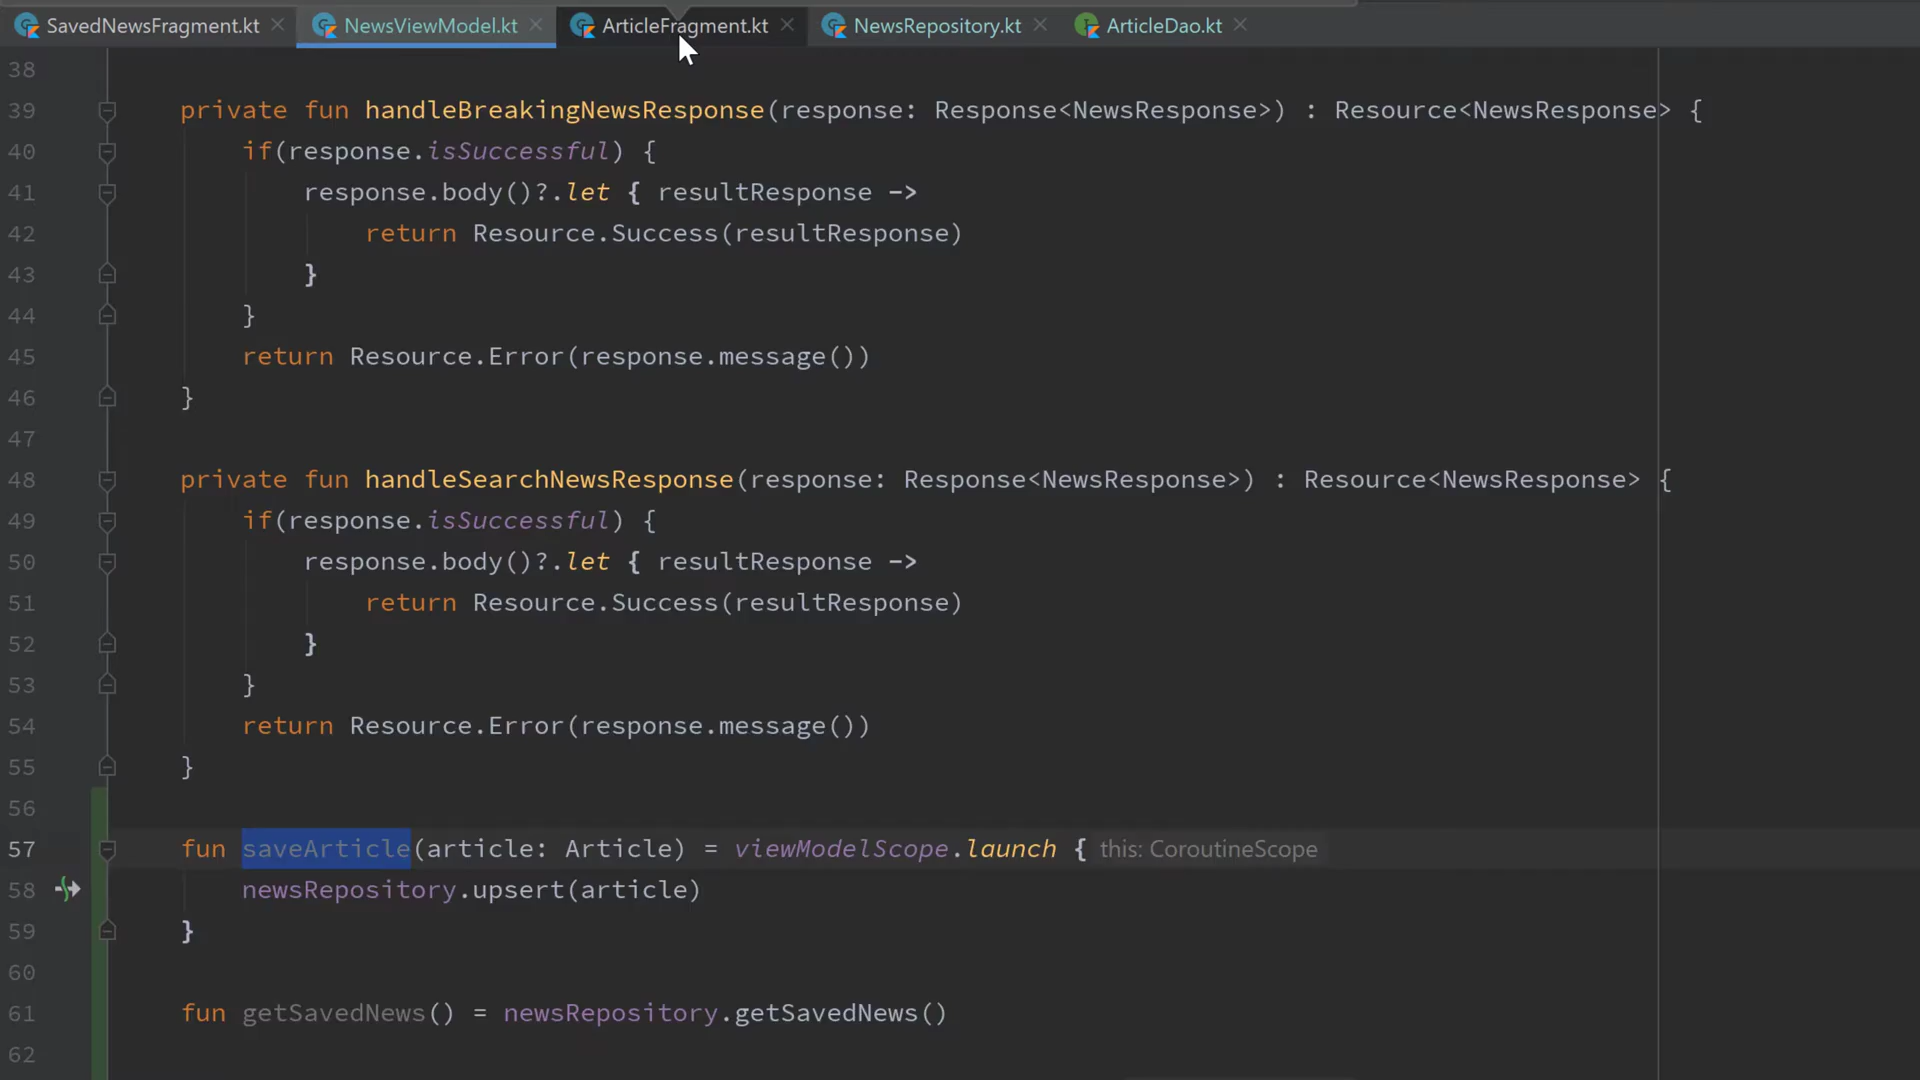 SavedNewsFragment.kt NewsViewModel.kt ArticleFragment.kt NewsRepository.kt ArticleDao.kt
38
39 private fun handleBreakingNewsResponse(response: Response<NewsResponse>) : Resource<NewsResponse> {
40 if(response.isSuccessful) {
41 response.body()?.let { resultResponse ->
42 return Resource.Success(resultResponse)
43 }
44 }
45 return Resource.Error(response.message())
46 }
47
48 private fun handleSearchNewsResponse(response: Response<NewsResponse>) : Resource<NewsResponse> {
49 if(response.isSuccessful) {
50 response.body()?.let { resultResponse ->
51 return Resource.Success(resultResponse)
52 }
53 }
54 return Resource.Error(response.message())
55 }
56
57 fun saveArticle(article: Article) = viewModelScope.launch { this: CoroutineScope
58 newsRepository.upsert(article)
59 }
60
61 fun getSavedNews() = newsRepository.getSavedNews()
62